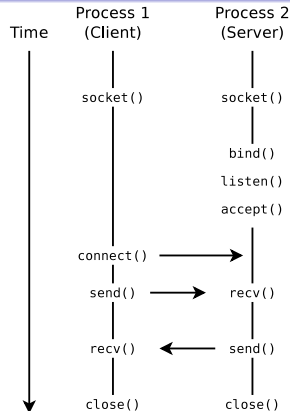 Process 1 Process 2
Time (Client) (Server)
socket() socket()
bind()
listen()
accept()
connect()
send() recv()
recv() send()
close() close()